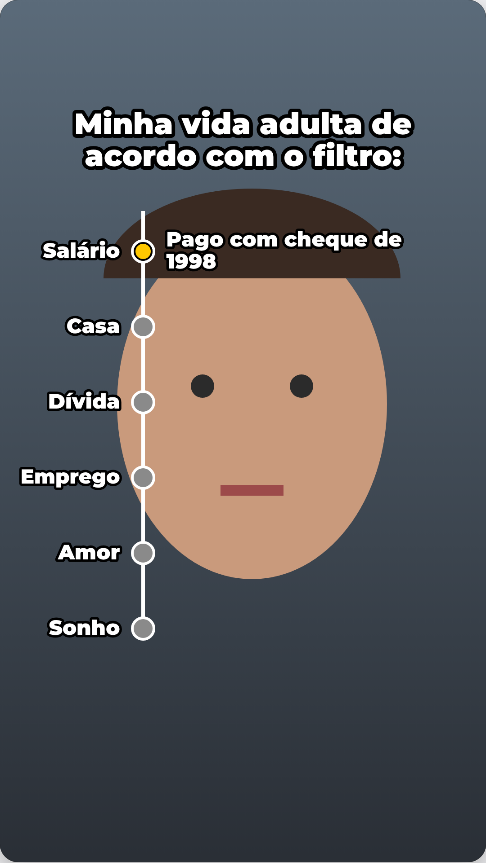 Minha vida adulta de
acordo com o filtro:
Salário
Pago com cheque de
1998
Casa
Dívida
Emprego
Amor
Sonho